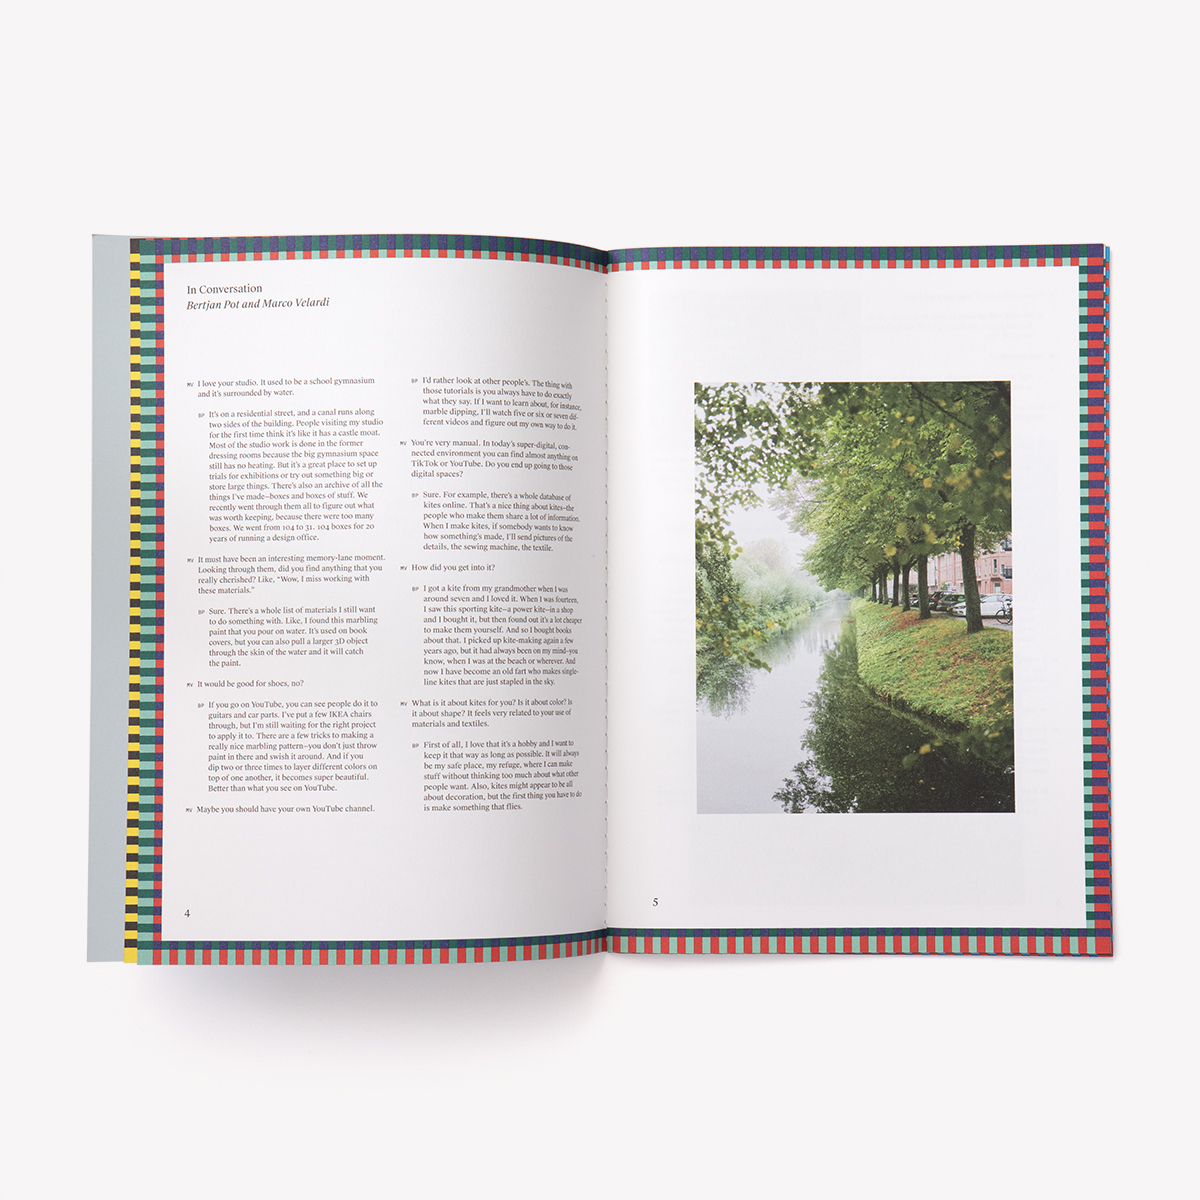 In Conversation
Bertjan Pot and Marco Velardi
MV I love your studio. It used to be a school gymnasium
and it's surrounded by water.
BP It's on a residential street, and a canal runs along
two sides of the building. People visiting my studio
for the first time think it's like it has a castle moat.
Most of the studio work is done in the former
dressing rooms because the big gymnasium space
still has no heating. But it's a great place to set up
trials for exhibitions or try out something big or
store large things. There's also an archive of all the
things I've made–boxes and boxes of stuff. We
recently went through them all to figure out what
was worth keeping, because there were too many
boxes. We went from 104 to 31. 104 boxes for 20
years of running a design office.
MV It must have been an interesting memory-lane moment.
Looking through them, did you find anything that you
really cherished? Like, “Wow, I miss working with
these materials.”
BP Sure. There's a whole list of materials I still want
to do something with. Like, I found this marbling
paint that you pour on water. It's used on book
covers, but you can also pull a larger 3D object
through the skin of the water and it will catch
the paint.
MV It would be good for shoes, no?
BP If you go on YouTube, you can see people do it to
guitars and car parts. I've put a few IKEA chairs
through, but I'm still waiting for the right project
to apply it to. There are a few tricks to making a
really nice marbling pattern–you don't just throw
paint in there and swish it around. And if you
dip two or three times to layer different colors on
top of one another, it becomes super beautiful.
Better than what you see on YouTube.
MV Maybe you should have your own YouTube channel.
BP I'd rather look at other people's. The thing with
those tutorials is you always have to do exactly
what they say. If I want to learn about, for instance,
marble dipping, I'll watch five or six or seven dif-
ferent videos and figure out my own way to do it.
MV You're very manual. In today's super-digital, con-
nected environment you can find almost anything on
TikTok or YouTube. Do you end up going to those
digital spaces?
BP Sure. For example, there's a whole database of
kites online. That's a nice thing about kites–the
people who make them share a lot of information.
When I make kites, if somebody wants to know
how something's made, I'll send pictures of the
details, the sewing machine, the textile.
MV How did you get into it?
BP I got a kite from my grandmother when I was
around seven and I loved it. When I was fourteen,
I saw this sporting kite–a power kite–in a shop
and I bought it, but then found out it's a lot cheaper
to make them yourself. And so I bought books
about that. I picked up kite-making again a few
years ago, but it had always been on my mind–you
know, when I was at the beach or wherever. And
now I have become an old fart who makes single-
line kites that are just stapled in the sky.
MV What is it about kites for you? Is it about color? Is
it about shape? It feels very related to your use of
materials and textiles.
BP First of all, I love that it's a hobby and I want to
keep it that way as long as possible. It will always
be my safe place, my refuge, where I can make
stuff without thinking too much about what other
people want. Also, kites might appear to be all
about decoration, but the first thing you have to do
is make something that flies.
4
5